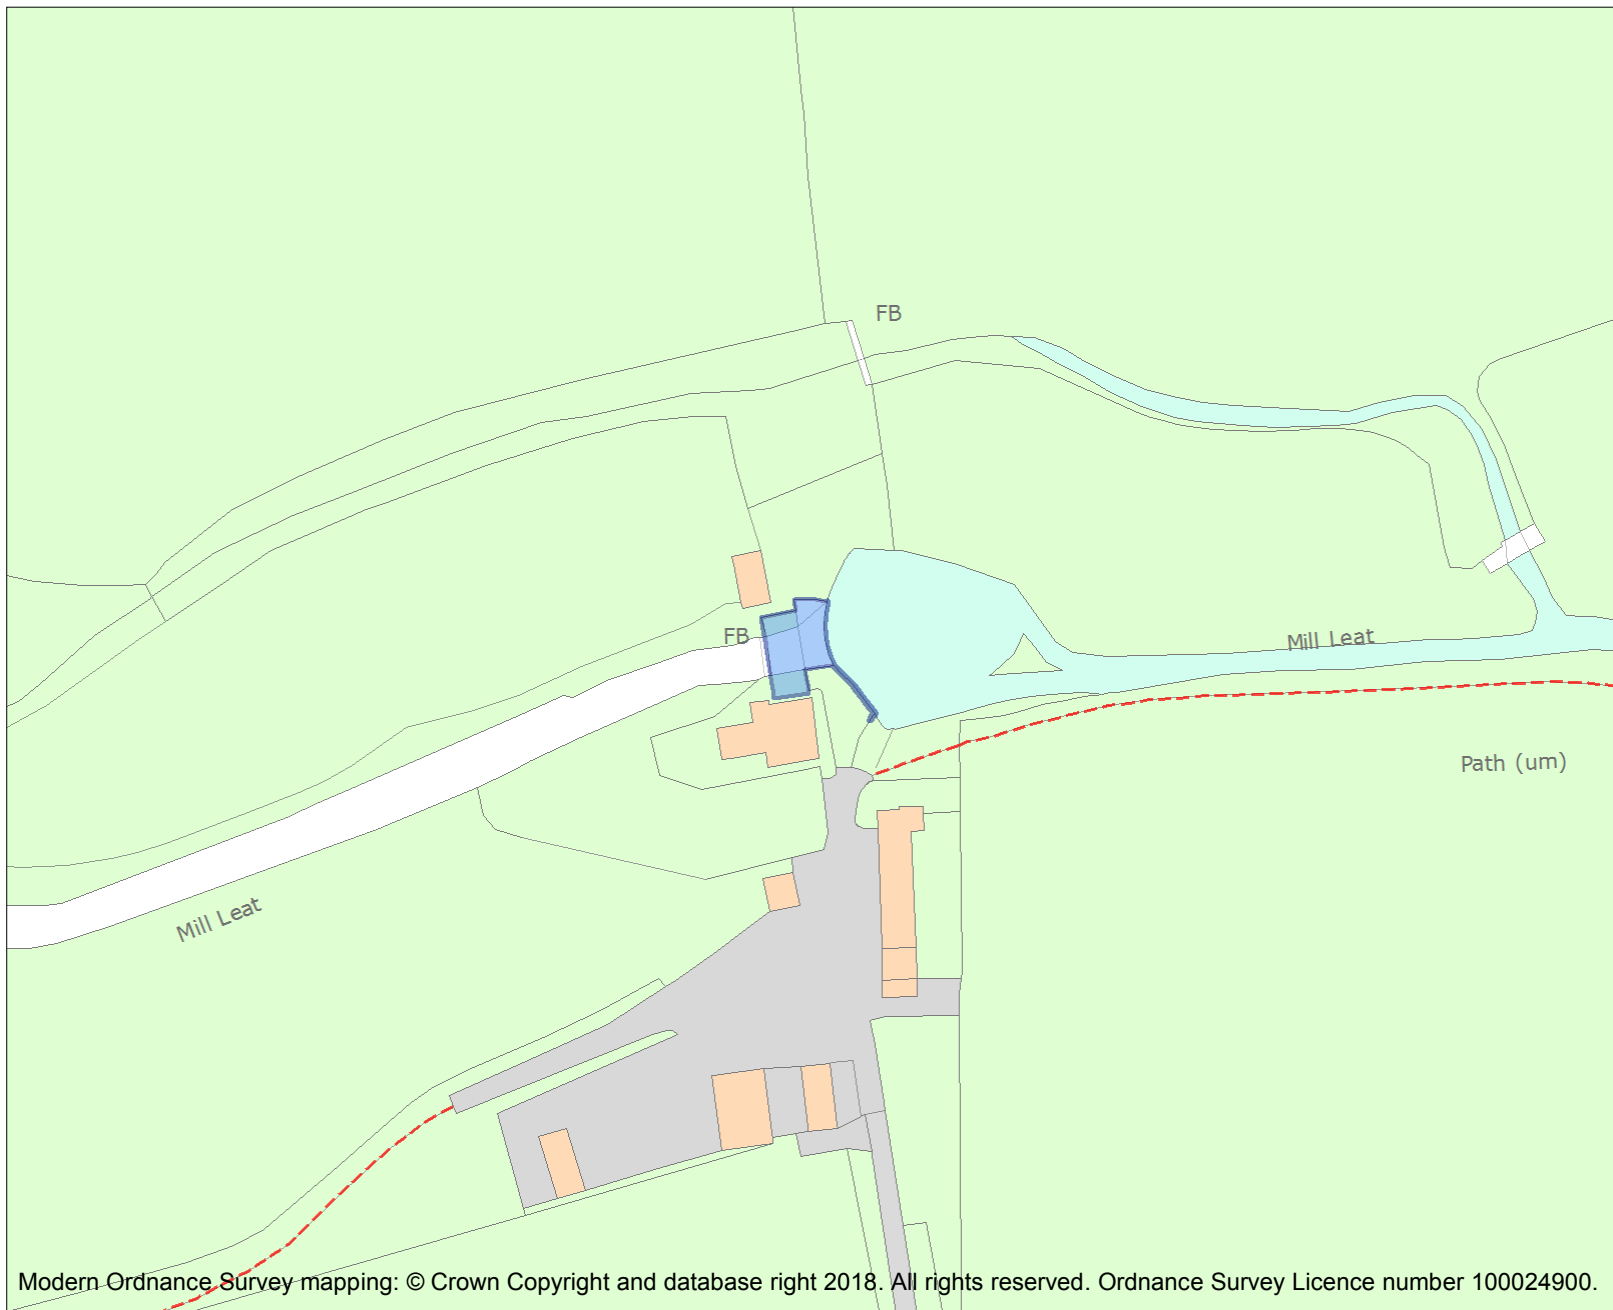 FB
FB
Mill Leat
Path (um)
Mill Leat
Modern Ordnance Survey mapping: © Crown Copyright and database right 2018. All rights reserved. Ordnance Survey Licence number 100024900.